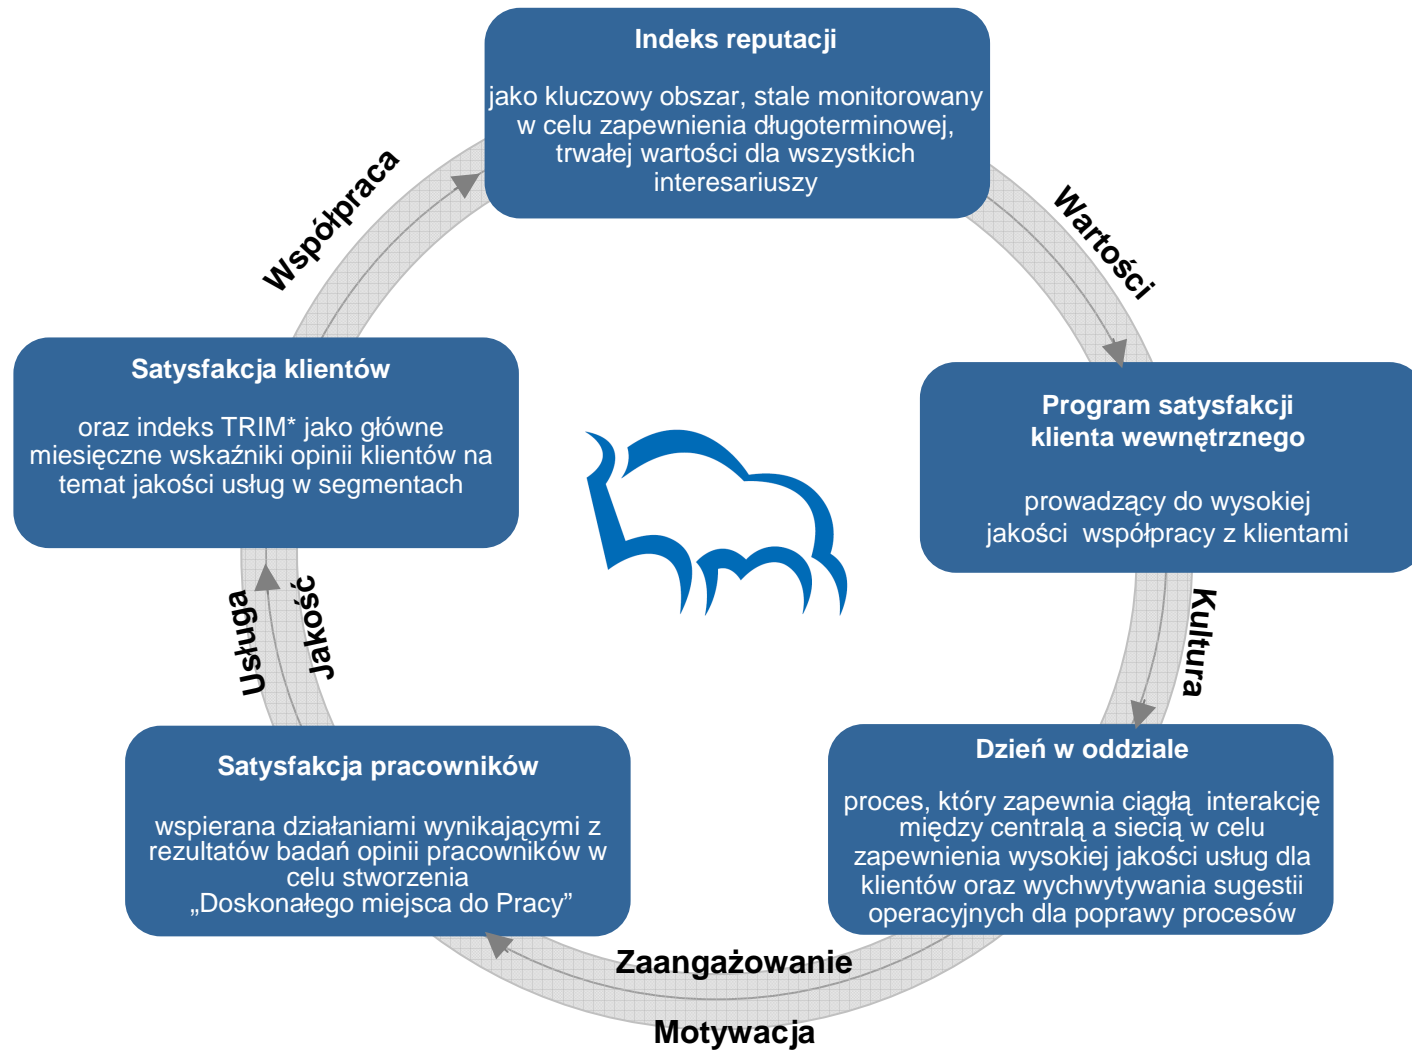 Indeks reputacji
jako kluczowy obszar, stale monitorowany
w celu zapewnienia długoterminowej,
trwałej wartości dla wszystkich
interesariuszy
Współpraca
Wartości
Satysfakcja klientów
oraz indeks TRIM* jako główne
miesięczne wskaźniki opinii klientów na
temat jakości usług w segmentach
Program satysfakcji
klienta wewnętrznego
prowadzący do wysokiej
jakości współpracy z klientami
Usługa
Jakość
Kultura
Satysfakcja pracowników
wspierana działaniami wynikającymi z
rezultatów badań opinii pracowników w
celu stworzenia
„Doskonałego miejsca do Pracy”
Dzień w oddziale
proces, który zapewnia ciągłą interakcję
między centralą a siecią w celu
zapewnienia wysokiej jakości usług dla
klientów oraz wychwytywania sugestii
operacyjnych dla poprawy procesów
Zaangażowanie
Motywacja